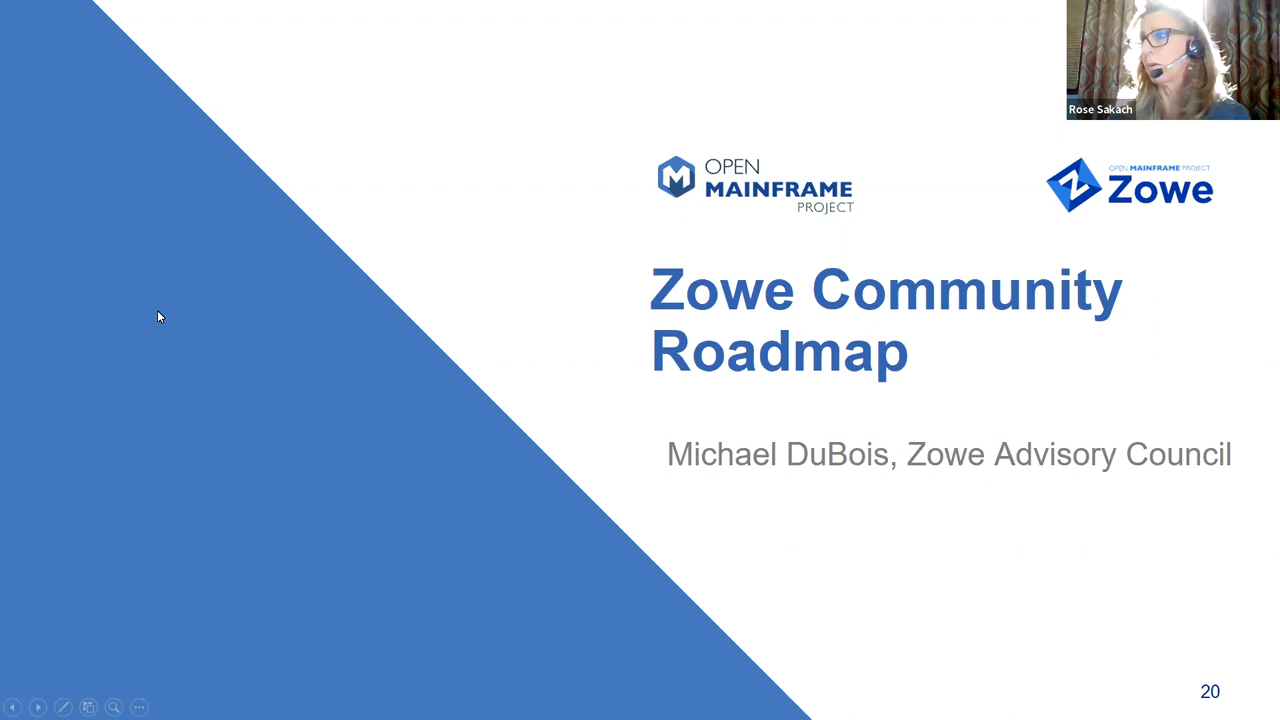 Rose Sakach
OPEN
MAINFRAME
PROJECT
OPEN MAINFRAME PROJECT
Zowe
Zowe Community
Roadmap
Michael DuBois, Zowe Advisory Council
20